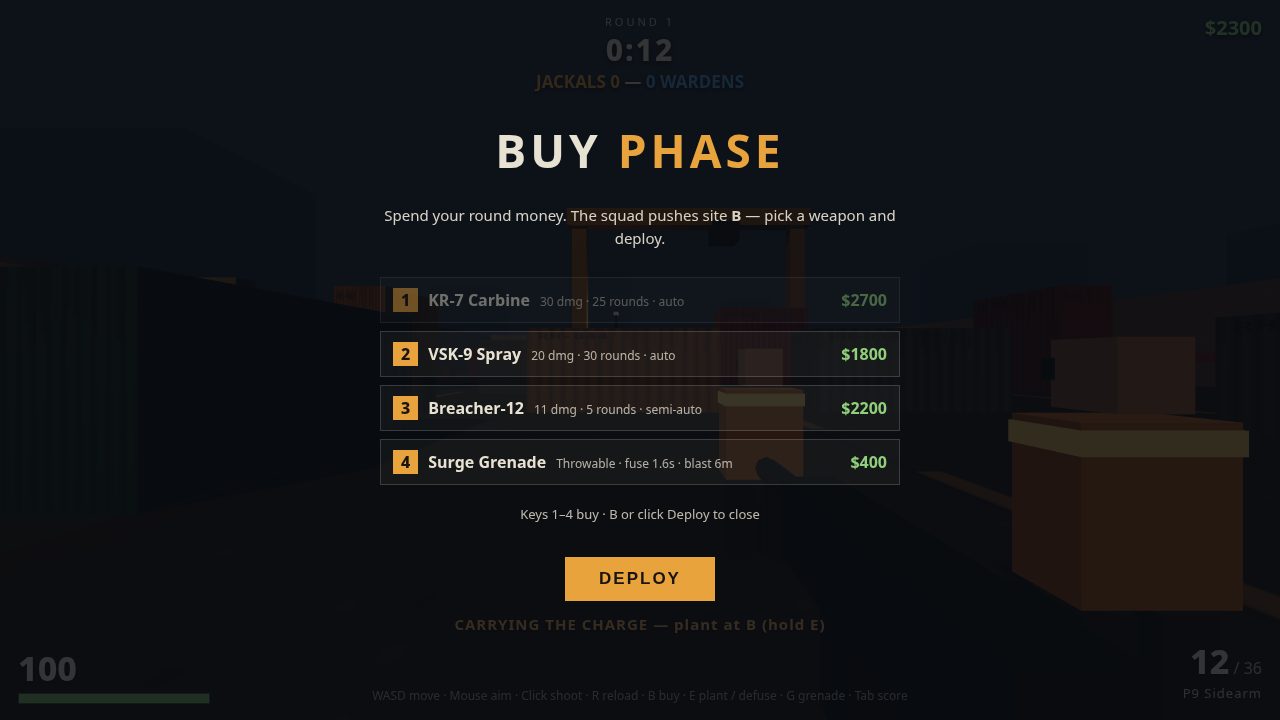 ROUND 1
0:12
$2300
JACKALS 0 — 0 WARDENS
BUY PHASE
Spend your round money. The squad pushes site B — pick a weapon and
deploy.
1 KR-7 Carbine 30 dmg · 25 rounds · auto $2700
2 VSK-9 Spray 20 dmg · 30 rounds · auto $1800
3 Breacher-12 11 dmg · 5 rounds · semi-auto $2200
4 Surge Grenade Throwable · fuse 1.6s · blast 6m $400
Keys 1–4 buy · B or click Deploy to close
DEPLOY
CARRYING THE CHARGE — plant at B (hold E)
100
12 / 36
P9 Sidearm
WASD move · Mouse aim · Click shoot · R reload · B buy · E plant / defuse · G grenade · Tab score